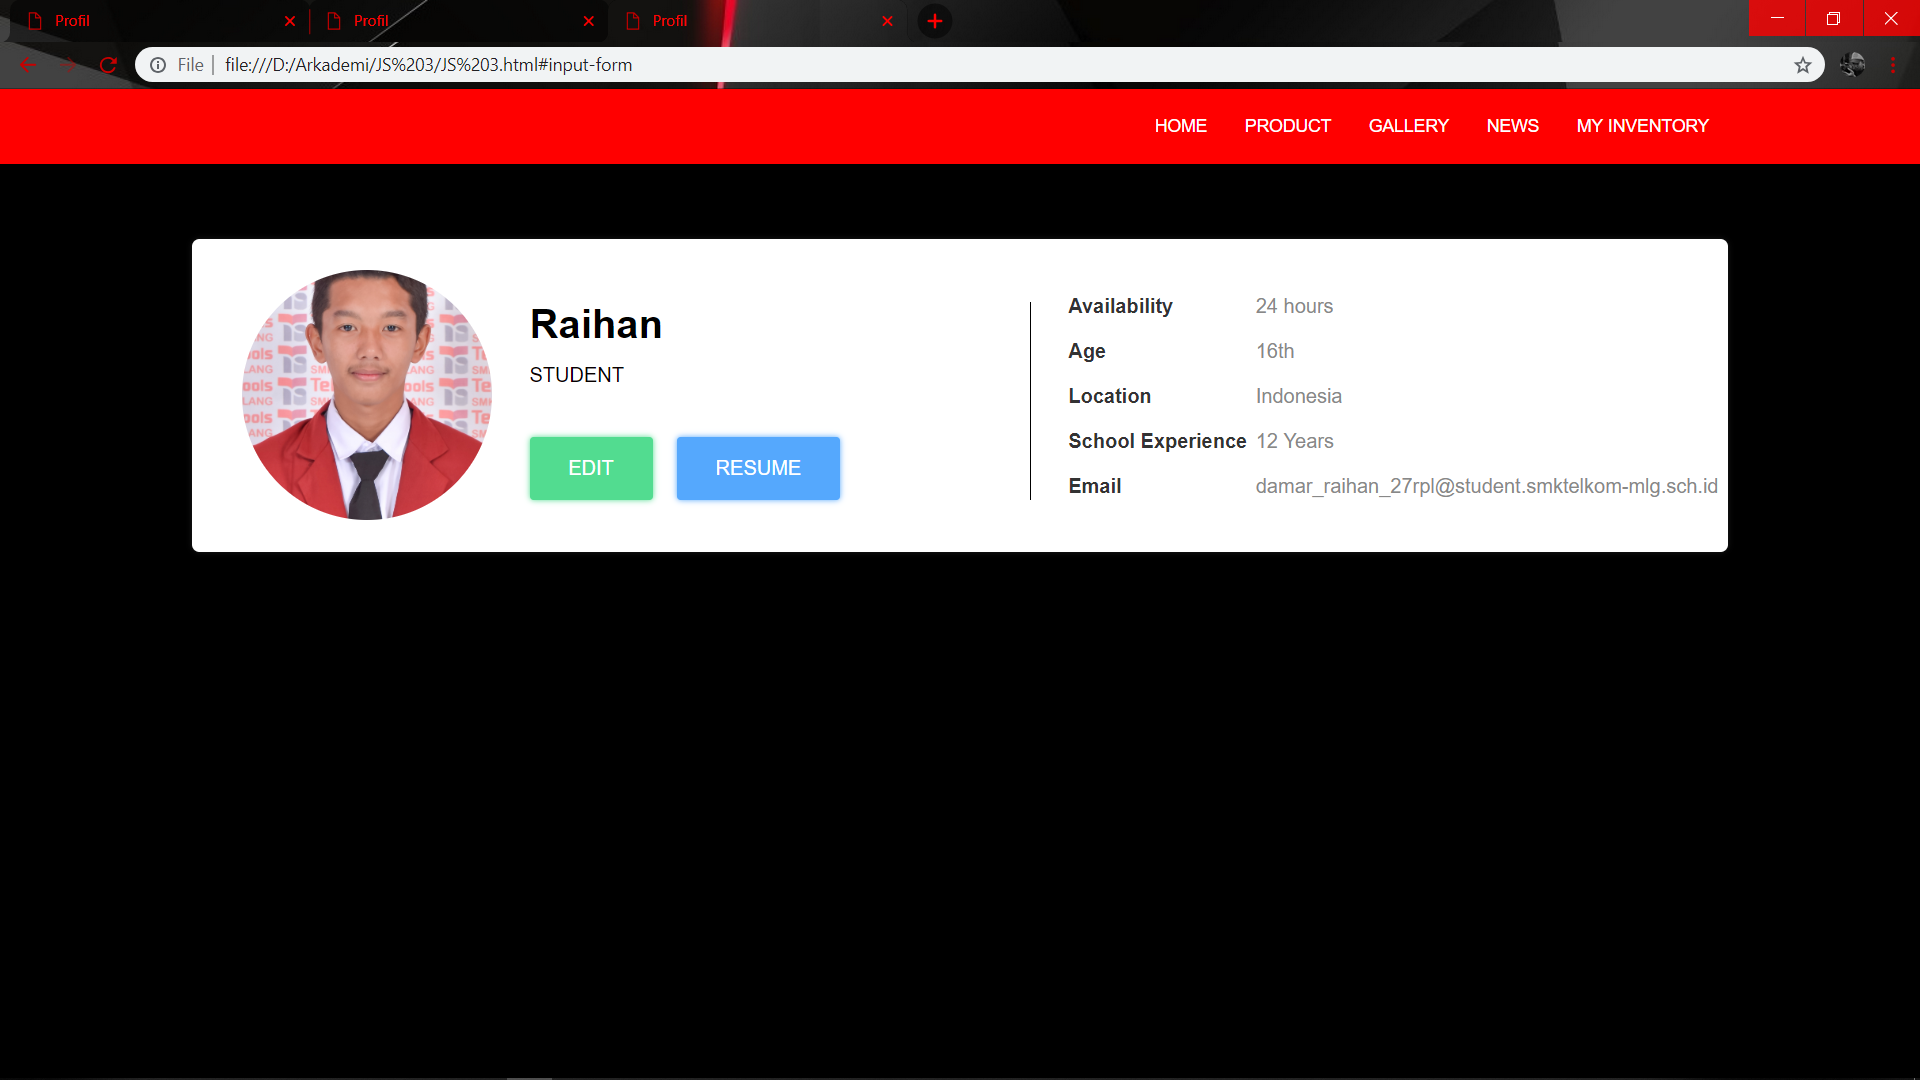 Profil
Profil
Profil
File
file:///D:/Arkademi/JS%203/JS%203.html#input-form
HOME PRODUCT GALLERY NEWS MY INVENTORY
Raihan
STUDENT
EDIT RESUME
Availability 24 hours
Age 16th
Location Indonesia
School Experience 12 Years
Email damar_raihan_27rpl@student.smktelkom-mlg.sch.id